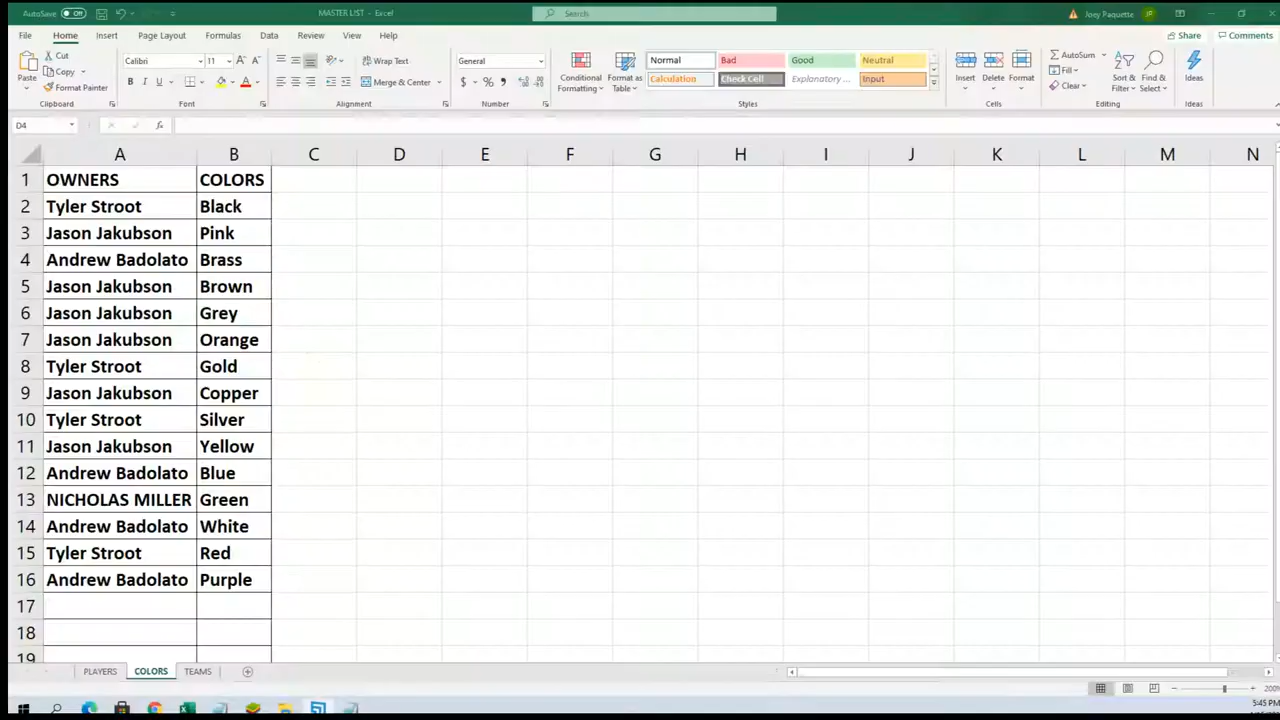 AutoSave Off MASTER LIST - Excel Search Joey Paquette JP
File Home Insert Page Layout Formulas Data Review View Help Share Comments
Paste Cut Copy Format Painter Clipboard
Calibri 11 A A B I U A Font
Wrap Text Merge & Center Alignment
General $ % , Number
Conditional Formatting Format as Table
Normal Bad Good Neutral
Calculation Check Cell Explanatory ... Input
Styles
Insert Delete Format Cells
AutoSum Fill Clear Sort & Filter Find & Select Editing
Ideas Ideas
D4 fx
A B C D E F G H I J K L M N
1 OWNERS COLORS
2 Tyler Stroot Black
3 Jason Jakubson Pink
4 Andrew Badolato Brass
5 Jason Jakubson Brown
6 Jason Jakubson Grey
7 Jason Jakubson Orange
8 Tyler Stroot Gold
9 Jason Jakubson Copper
10 Tyler Stroot Silver
11 Jason Jakubson Yellow
12 Andrew Badolato Blue
13 NICHOLAS MILLER Green
14 Andrew Badolato White
15 Tyler Stroot Red
16 Andrew Badolato Purple
17
18
19
PLAYERS COLORS TEAMS
5:45 PM